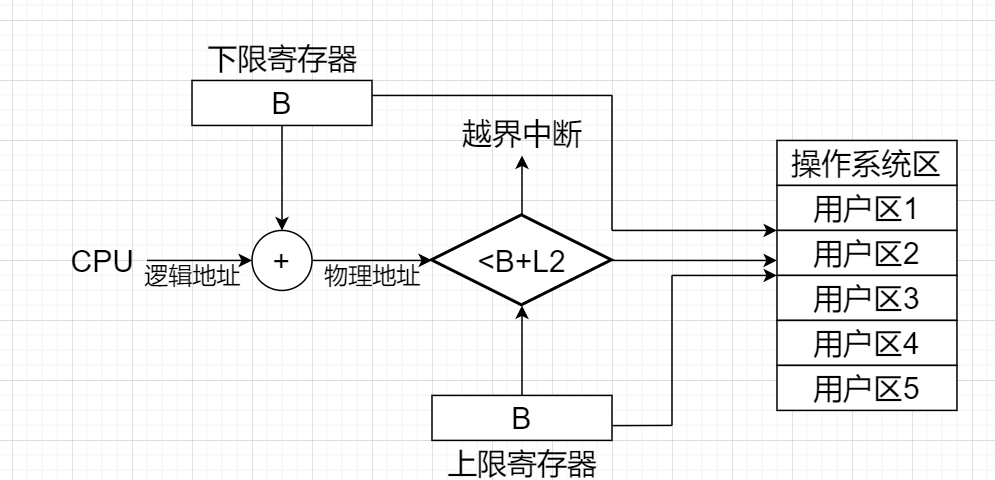 下限寄存器
B
越界中断
操作系统区
用户区1
用户区2
用户区3
用户区4
用户区5
CPU
逻辑地址
+
物理地址
<B+L2
B
上限寄存器